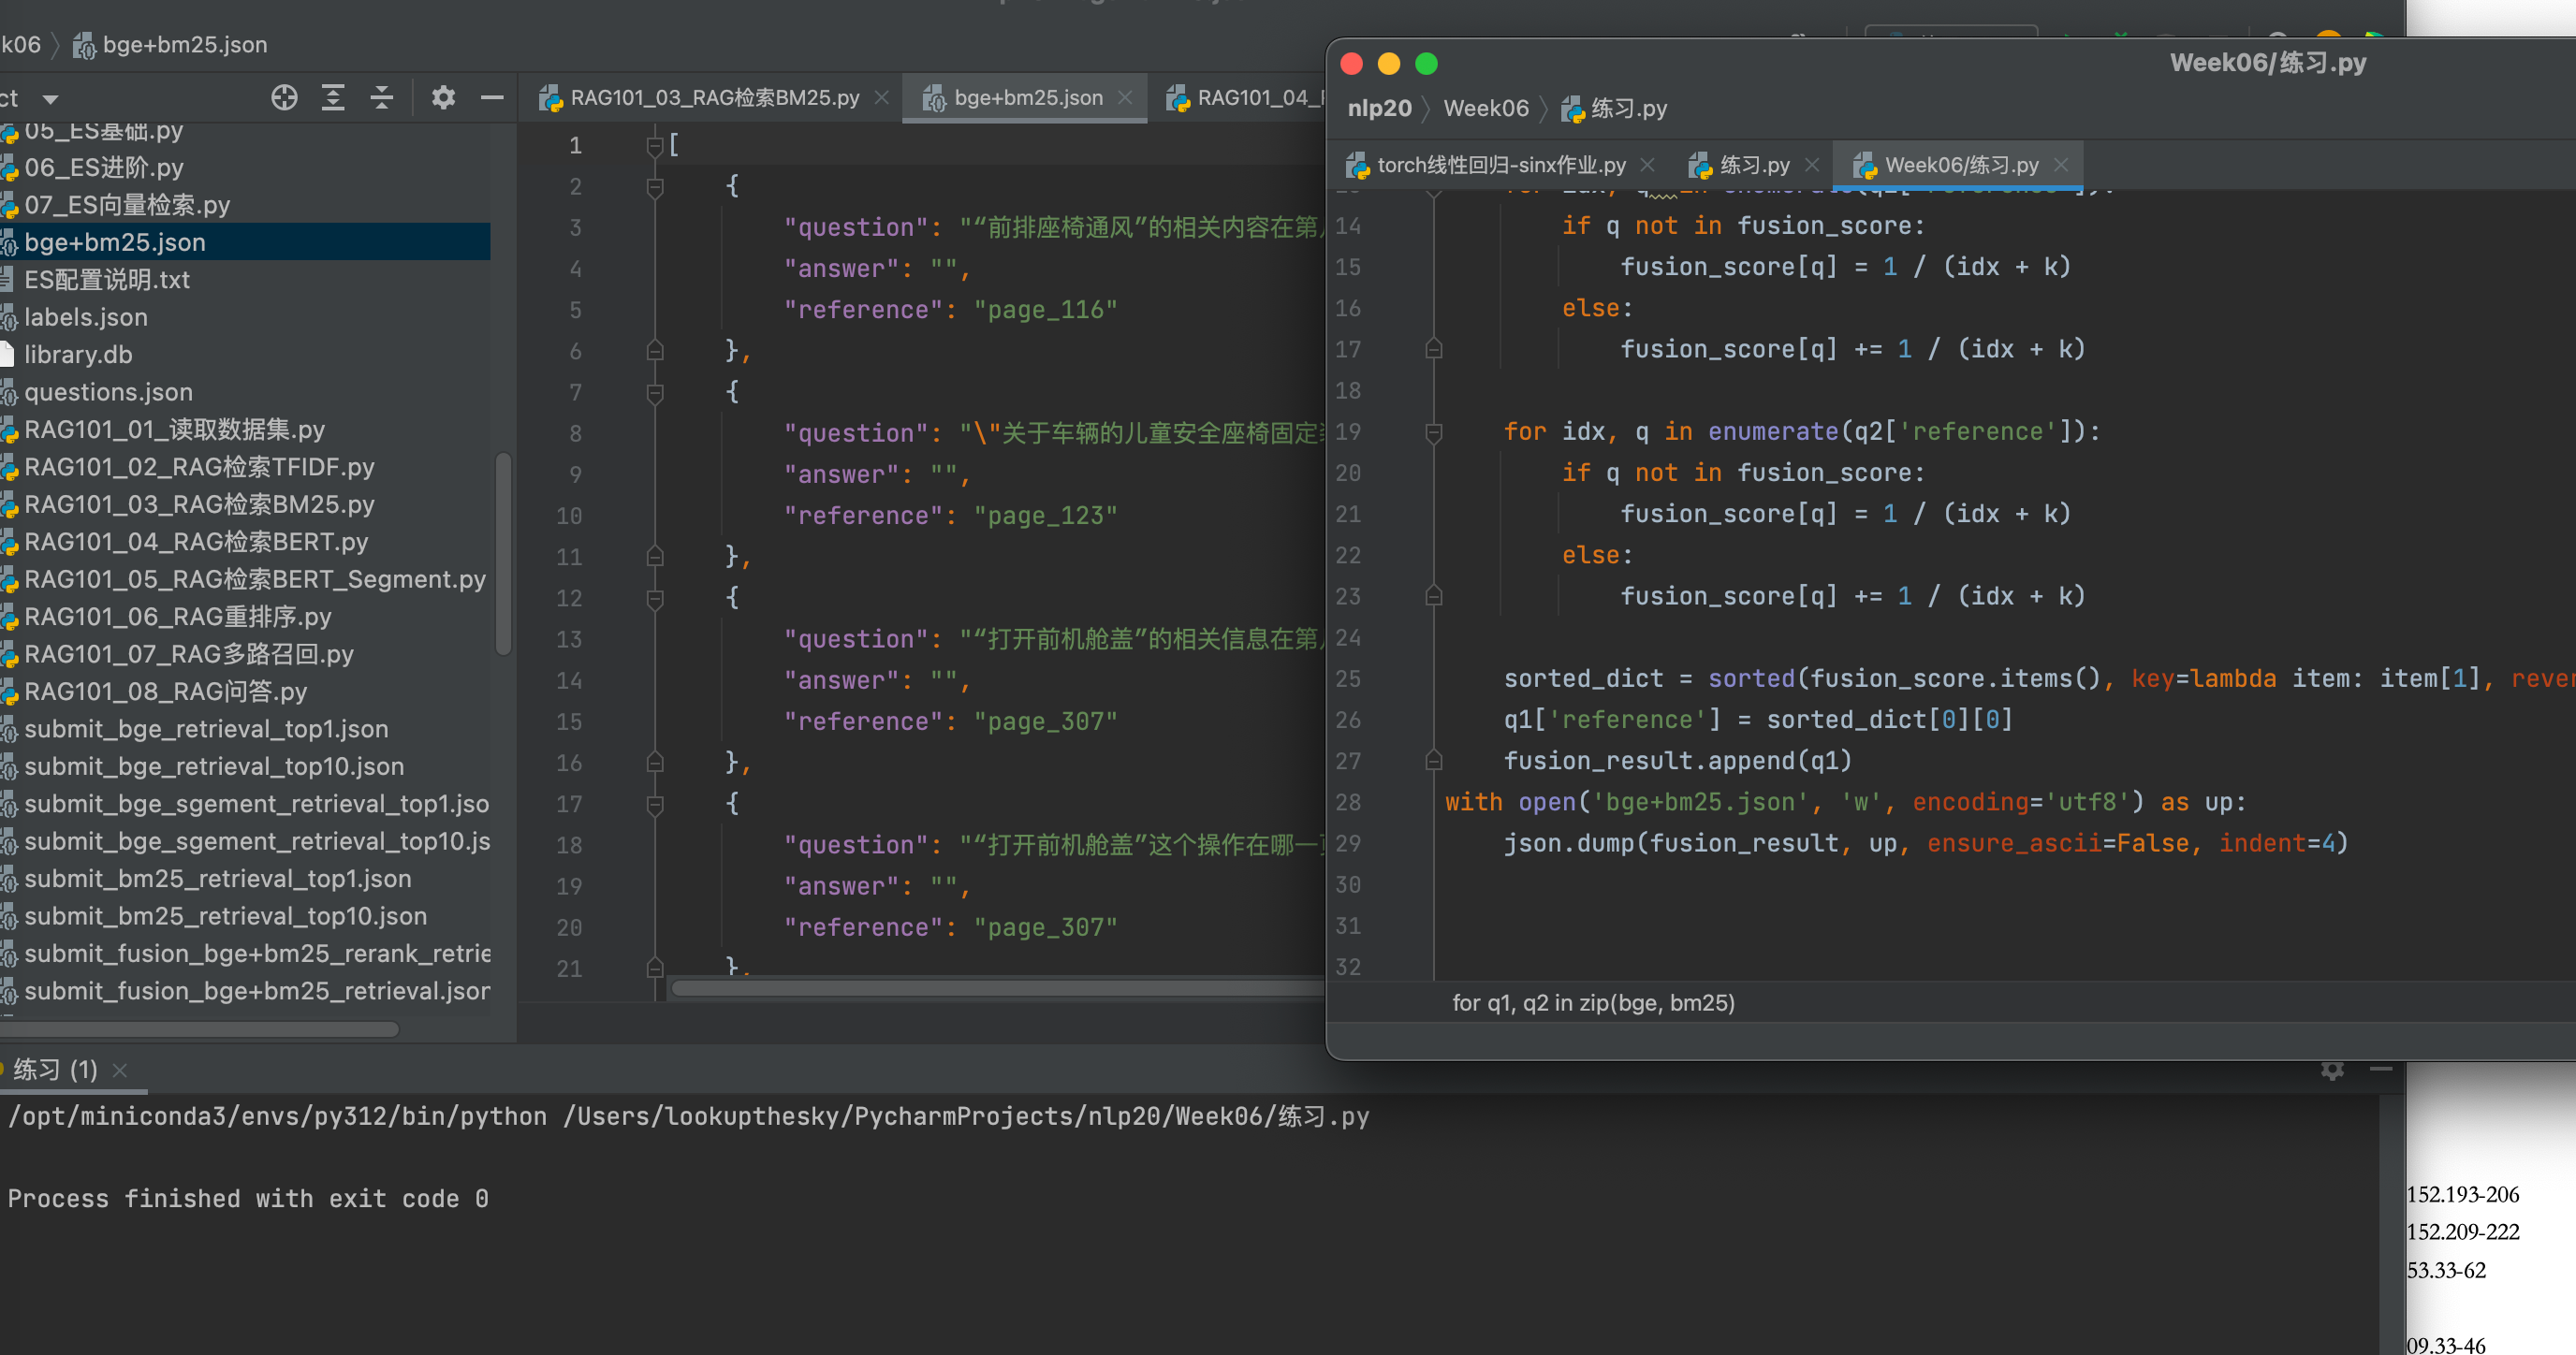 k06 bge+bm25.json
ct
05_ES基础.py
06_ES进阶.py
07_ES向量检索.py
bge+bm25.json
ES配置说明.txt
labels.json
library.db
questions.json
RAG101_01_读取数据集.py
RAG101_02_RAG检索TFIDF.py
RAG101_03_RAG检索BM25.py
RAG101_04_RAG检索BERT.py
RAG101_05_RAG检索BERT_Segment.py
RAG101_06_RAG重排序.py
RAG101_07_RAG多路召回.py
RAG101_08_RAG问答.py
submit_bge_retrieval_top1.json
submit_bge_retrieval_top10.json
submit_bge_sgement_retrieval_top1.jso
submit_bge_sgement_retrieval_top10.js
submit_bm25_retrieval_top1.json
submit_bm25_retrieval_top10.json
submit_fusion_bge+bm25_rerank_retrie
submit_fusion_bge+bm25_retrieval.json
RAG101_03_RAG检索BM25.py bge+bm25.json RAG101_04_
1 [
2 {
3 "question": "“前排座椅通风”的相关内容在第
4 "answer": "",
5 "reference": "page_116"
6 },
7 {
8 "question": "\"关于车辆的儿童安全座椅固定
9 "answer": "",
10 "reference": "page_123"
11 },
12 {
13 "question": "“打开前机舱盖”的相关信息在第
14 "answer": "",
15 "reference": "page_307"
16 },
17 {
18 "question": "“打开前机舱盖”这个操作在哪一
19 "answer": "",
20 "reference": "page_307"
21 },
Week06/练习.py
nlp20 Week06 练习.py
torch线性回归-sinx作业.py 练习.py Week06/练习.py
14 if q not in fusion_score:
15 fusion_score[q] = 1 / (idx + k)
16 else:
17 fusion_score[q] += 1 / (idx + k)
18
19 for idx, q in enumerate(q2['reference']):
20 if q not in fusion_score:
21 fusion_score[q] = 1 / (idx + k)
22 else:
23 fusion_score[q] += 1 / (idx + k)
24
25 sorted_dict = sorted(fusion_score.items(), key=lambda item: item[1], rever
26 q1['reference'] = sorted_dict[0][0]
27 fusion_result.append(q1)
28 with open('bge+bm25.json', 'w', encoding='utf8') as up:
29 json.dump(fusion_result, up, ensure_ascii=False, indent=4)
30
31
32
for q1, q2 in zip(bge, bm25)
练习 (1)
/opt/miniconda3/envs/py312/bin/python /Users/lookupthesky/PycharmProjects/nlp20/Week06/练习.py
Process finished with exit code 0
152.193-206
152.209-222
53.33-62
09.33-46